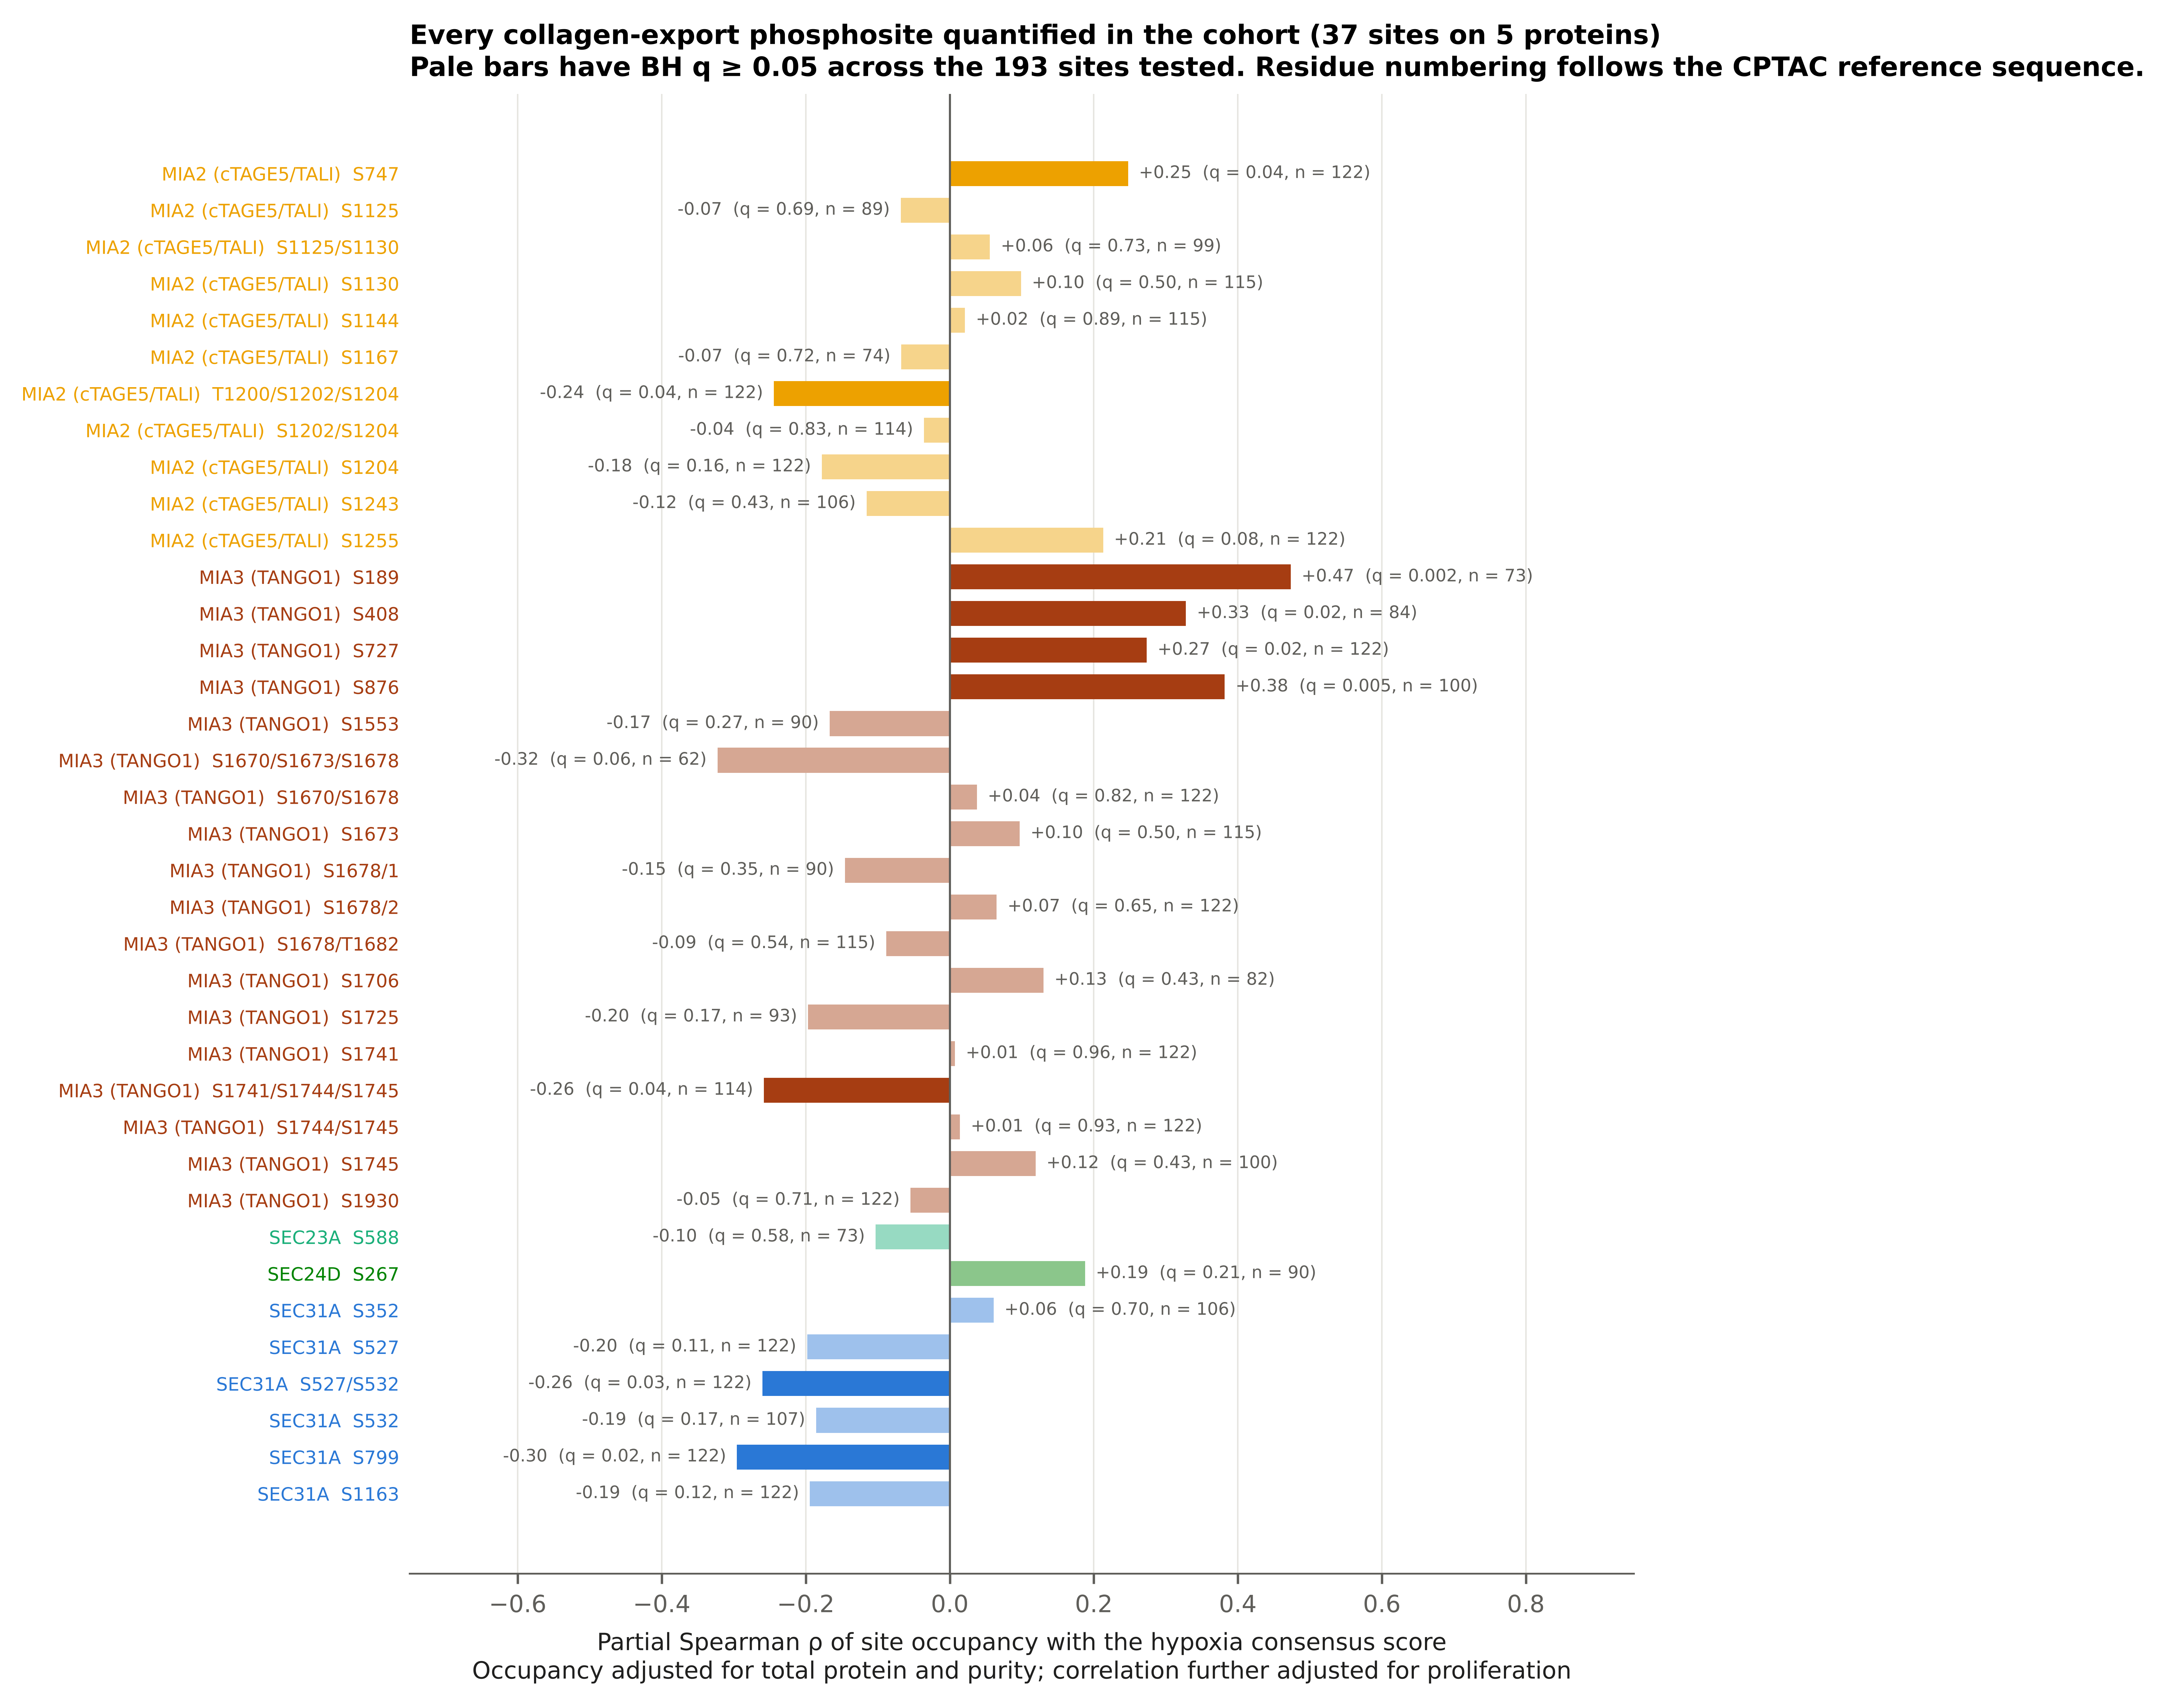 Every collagen-export phosphosite quantified in the cohort (37 sites on 5 proteins)
Pale bars have BH q ≥ 0.05 across the 193 sites tested. Residue numbering follows the CPTAC reference sequence.
MIA2 (cTAGE5/TALI)  S747  +0.25  (q = 0.04, n = 122)
MIA2 (cTAGE5/TALI)  S1125  -0.07  (q = 0.69, n = 89)
MIA2 (cTAGE5/TALI)  S1125/S1130  +0.06  (q = 0.73, n = 99)
MIA2 (cTAGE5/TALI)  S1130  +0.10  (q = 0.50, n = 115)
MIA2 (cTAGE5/TALI)  S1144  +0.02  (q = 0.89, n = 115)
MIA2 (cTAGE5/TALI)  S1167  -0.07  (q = 0.72, n = 74)
MIA2 (cTAGE5/TALI)  T1200/S1202/S1204  -0.24  (q = 0.04, n = 122)
MIA2 (cTAGE5/TALI)  S1202/S1204  -0.04  (q = 0.83, n = 114)
MIA2 (cTAGE5/TALI)  S1204  -0.18  (q = 0.16, n = 122)
MIA2 (cTAGE5/TALI)  S1243  -0.12  (q = 0.43, n = 106)
MIA2 (cTAGE5/TALI)  S1255  +0.21  (q = 0.08, n = 122)
MIA3 (TANGO1)  S189  +0.47  (q = 0.002, n = 73)
MIA3 (TANGO1)  S408  +0.33  (q = 0.02, n = 84)
MIA3 (TANGO1)  S727  +0.27  (q = 0.02, n = 122)
MIA3 (TANGO1)  S876  +0.38  (q = 0.005, n = 100)
MIA3 (TANGO1)  S1553  -0.17  (q = 0.27, n = 90)
MIA3 (TANGO1)  S1670/S1673/S1678  -0.32  (q = 0.06, n = 62)
MIA3 (TANGO1)  S1670/S1678  +0.04  (q = 0.82, n = 122)
MIA3 (TANGO1)  S1673  +0.10  (q = 0.50, n = 115)
MIA3 (TANGO1)  S1678/1  -0.15  (q = 0.35, n = 90)
MIA3 (TANGO1)  S1678/2  +0.07  (q = 0.65, n = 122)
MIA3 (TANGO1)  S1678/T1682  -0.09  (q = 0.54, n = 115)
MIA3 (TANGO1)  S1706  +0.13  (q = 0.43, n = 82)
MIA3 (TANGO1)  S1725  -0.20  (q = 0.17, n = 93)
MIA3 (TANGO1)  S1741  +0.01  (q = 0.96, n = 122)
MIA3 (TANGO1)  S1741/S1744/S1745  -0.26  (q = 0.04, n = 114)
MIA3 (TANGO1)  S1744/S1745  +0.01  (q = 0.93, n = 122)
MIA3 (TANGO1)  S1745  +0.12  (q = 0.43, n = 100)
MIA3 (TANGO1)  S1930  -0.05  (q = 0.71, n = 122)
SEC23A  S588  -0.10  (q = 0.58, n = 73)
SEC24D  S267  +0.19  (q = 0.21, n = 90)
SEC31A  S352  +0.06  (q = 0.70, n = 106)
SEC31A  S527  -0.20  (q = 0.11, n = 122)
SEC31A  S527/S532  -0.26  (q = 0.03, n = 122)
SEC31A  S532  -0.19  (q = 0.17, n = 107)
SEC31A  S799  -0.30  (q = 0.02, n = 122)
SEC31A  S1163  -0.19  (q = 0.12, n = 122)
−0.6  −0.4  −0.2  0.0  0.2  0.4  0.6  0.8
Partial Spearman ρ of site occupancy with the hypoxia consensus score
Occupancy adjusted for total protein and purity; correlation further adjusted for proliferation